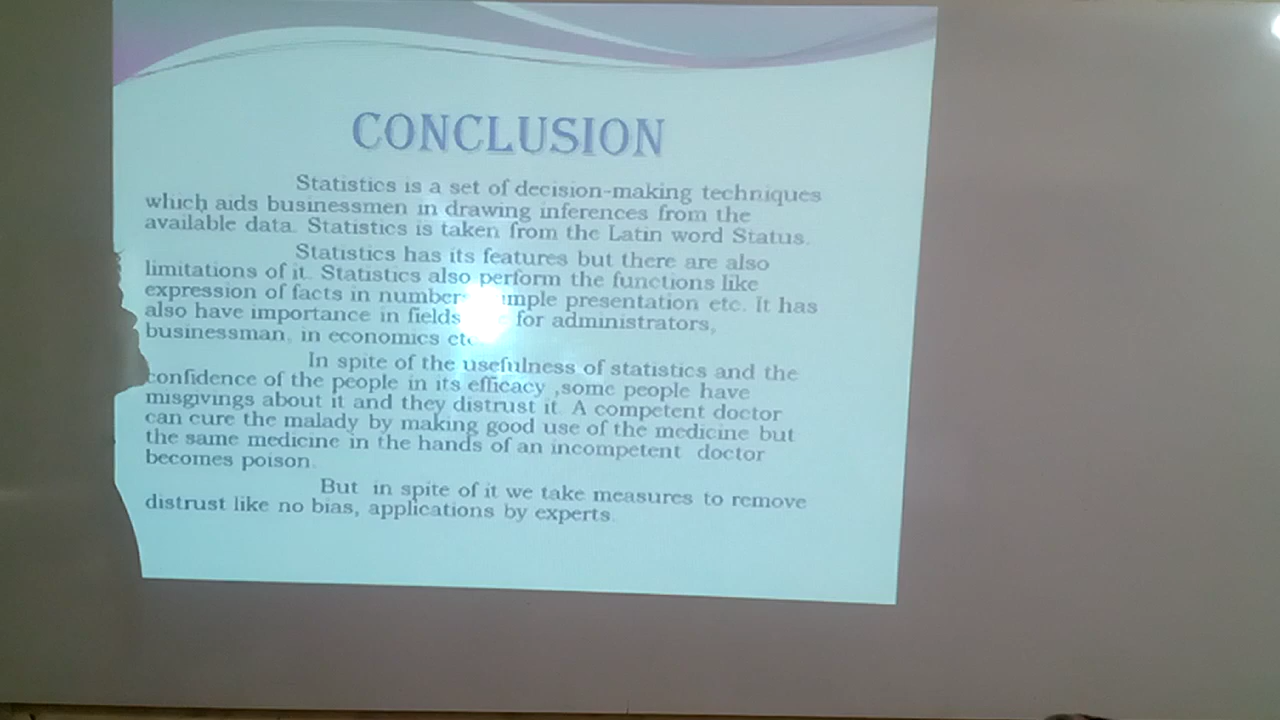 CONCLUSION
Statistics is a set of decision-making techniques
which aids businessmen in drawing inferences from the
available data. Statistics is taken from the Latin word Status.
Statistics has its features but there are also
limitations of it. Statistics also perform the functions like
expression of facts in presentation etc. It has
also have importance in fields for administrators,
businessman, in economics
In spite of the usefulness of statistics and the
confidence of the people in its efficacy ,some people have
misgivings about it and they distrust it. A competent doctor
can cure the malady by making good use of the medicine but
the same medicine in the hands of an incompetent doctor
becomes poison.
But in spite of it we take measures to remove
distrust like no bias, applications by experts.